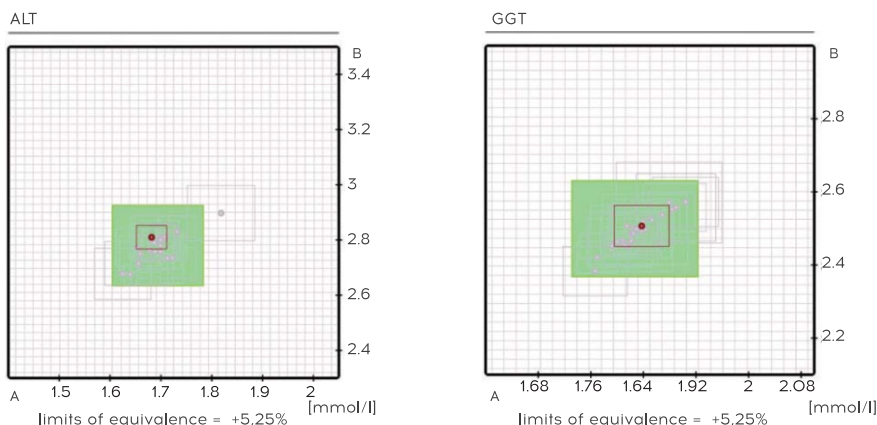 ALT
B
3.4
3.2
3
2.8
2.6
2.4
A
1.5 1.6 1.7 1.8 1.9 2
[mmol/l]
limits of equivalence = +5,25%
GGT
B
2.8
2.6
2.4
2.2
A
1.68 1.76 1.64 1.92 2 2.08
[mmol/l]
limits of equivalence = +5,25%